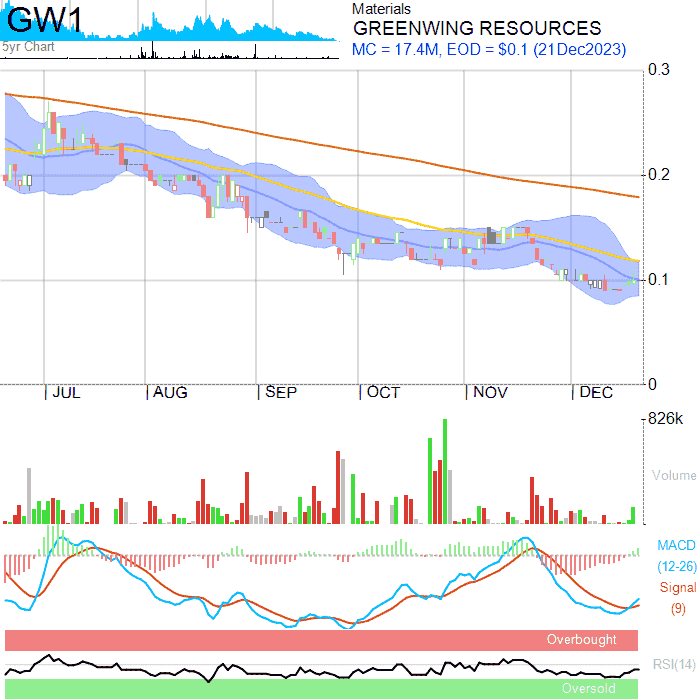 GW1
5yr Chart
Materials
GREENWING RESOURCES
MC = 17.4M, EOD = $0.1 (21Dec2023)
0.3
0.2
0.1
0
JUL
AUG
SEP
OCT
NOV
DEC
826k
Volume
MACD
(12-26)
Signal
(9)
Overbought
RSI(14)
Oversold